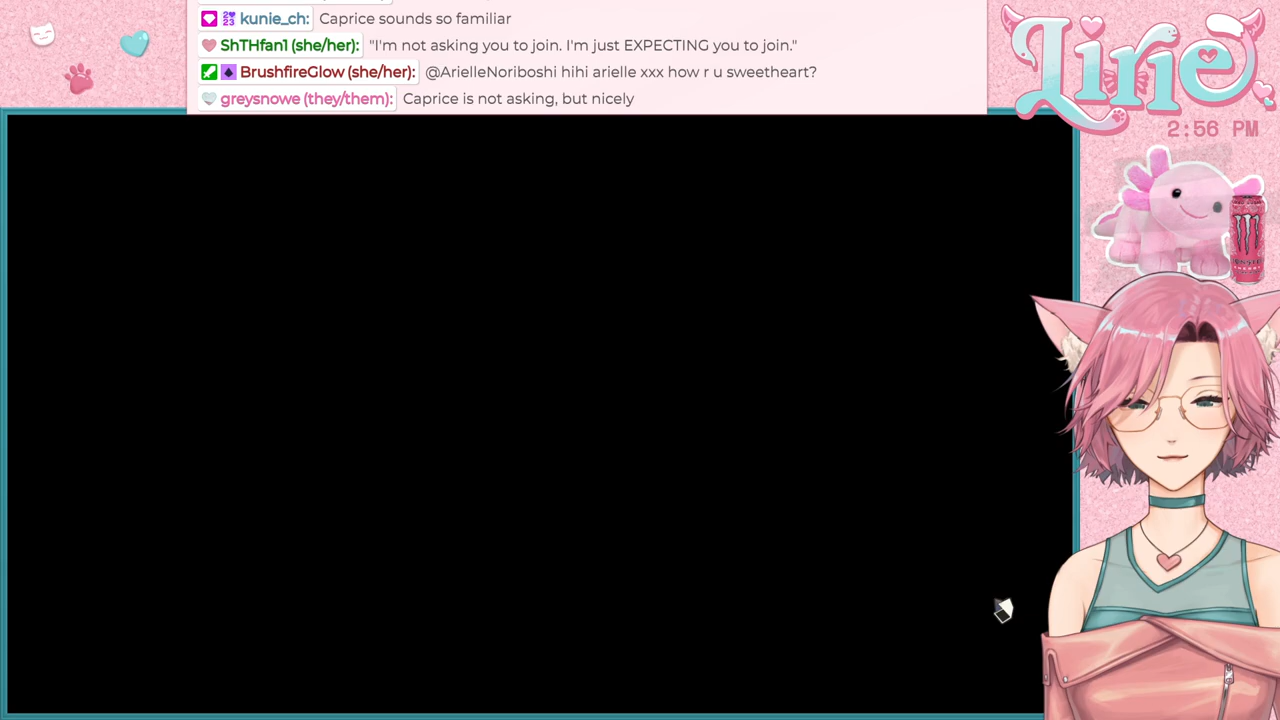 kunie_ch: Caprice sounds so familiar
ShTHfan1 (she/her): "I'm not asking you to join. I'm just EXPECTING you to join."
BrushfireGlow (she/her): @ArielleNoriboshi hihi arielle xxx how r u sweetheart?
greysnowe (they/them): Caprice is not asking, but nicely
Lirie
2:56 PM